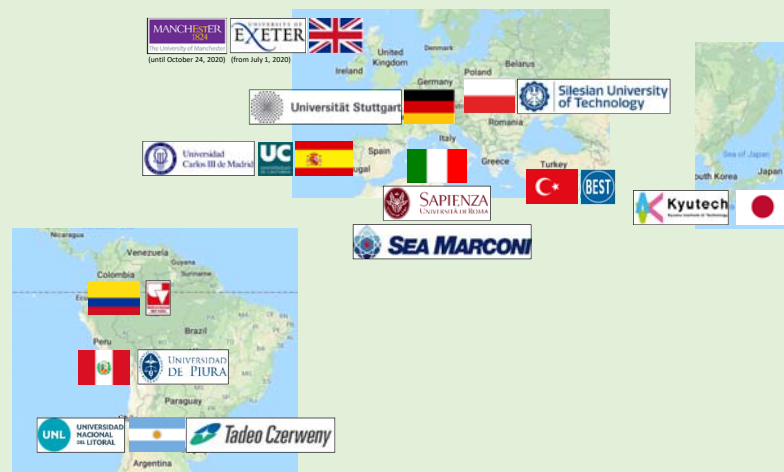 MANCHESTER
1824
The University of Manchester
UNIVERSITY OF
EXETER
(until October 24, 2020)
(from July 1, 2020)
United
Kingdom
Ireland
Denmark
Belarus
Poland
Germany
Universität Stuttgart
Silesian University
of Technology
Romania
Italy
Spain
Greece
Turkey
Universidad
Carlos III de Madrid
UC
BEST
SAPIENZA
UNIVERSITÀ DI ROMA
SEA MARCONI
Sea of Japan
outh Korea
Japan
Kyutech
Nicaragua
Venezuela
Guyana
Suriname
Colombia
Brazil
Peru
UNIVERSIDAD
DE PIURA
Paraguay
UNL
UNIVERSIDAD
NACIONAL
DEL LITORAL
Tadeo Czerweny
Argentina